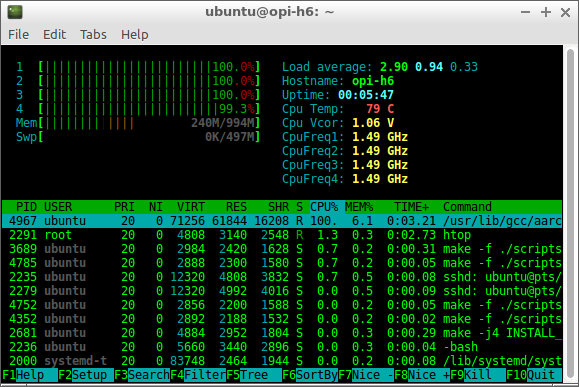 ubuntu@opi-h6: ~
File Edit Tabs Help
1 [||||||||||||||||||||||||100.0%] Load average: 2.90 0.94 0.33
2 [||||||||||||||||||||||||100.0%] Hostname: opi-h6
3 [||||||||||||||||||||||||100.0%] Uptime: 00:05:47
4 [|||||||||||||||||||||||||99.3%] Cpu Temp: 79 C
Mem[|||||||| |||| 240M/994M] Cpu Vcor: 1.06 V
Swp[ 0K/497M] CpuFreq1: 1.49 GHz
CpuFreq2: 1.49 GHz
CpuFreq3: 1.49 GHz
CpuFreq4: 1.49 GHz
PID USER PRI NI VIRT RES SHR S CPU% MEM% TIME+ Command
4967 ubuntu 20 0 71256 61844 16208 R 100. 6.1 0:03.21 /usr/lib/gcc/aarc
2291 root 20 0 4808 3140 2548 R 1.3 0.3 0:02.73 htop
3689 ubuntu 20 0 2984 2420 1628 S 0.7 0.2 0:00.31 make -f ./scripts
4785 ubuntu 20 0 2888 2300 1580 S 0.7 0.2 0:00.05 make -f ./scripts
2235 ubuntu 20 0 12320 4808 3832 S 0.7 0.5 0:00.08 sshd: ubuntu@pts/
2279 ubuntu 20 0 12320 4992 4016 S 0.0 0.5 0:00.09 sshd: ubuntu@pts/
4752 ubuntu 20 0 2856 2200 1588 S 0.0 0.2 0:00.04 make -f ./scripts
4352 ubuntu 20 0 2892 2188 1532 S 0.0 0.2 0:00.02 make -f ./scripts
2681 ubuntu 20 0 4884 2952 1804 S 0.0 0.3 0:00.29 make -j4 INSTALL_
2236 ubuntu 20 0 5660 3440 2896 S 0.0 0.3 0:00.04 -bash
2000 systemd-t 20 0 83748 2464 1944 S 0.0 0.2 0:00.08 /lib/systemd/syst
F1Help F2Setup F3Search F4Filter F5Tree F6SortBy F7Nice - F8Nice + F9Kill F10Quit